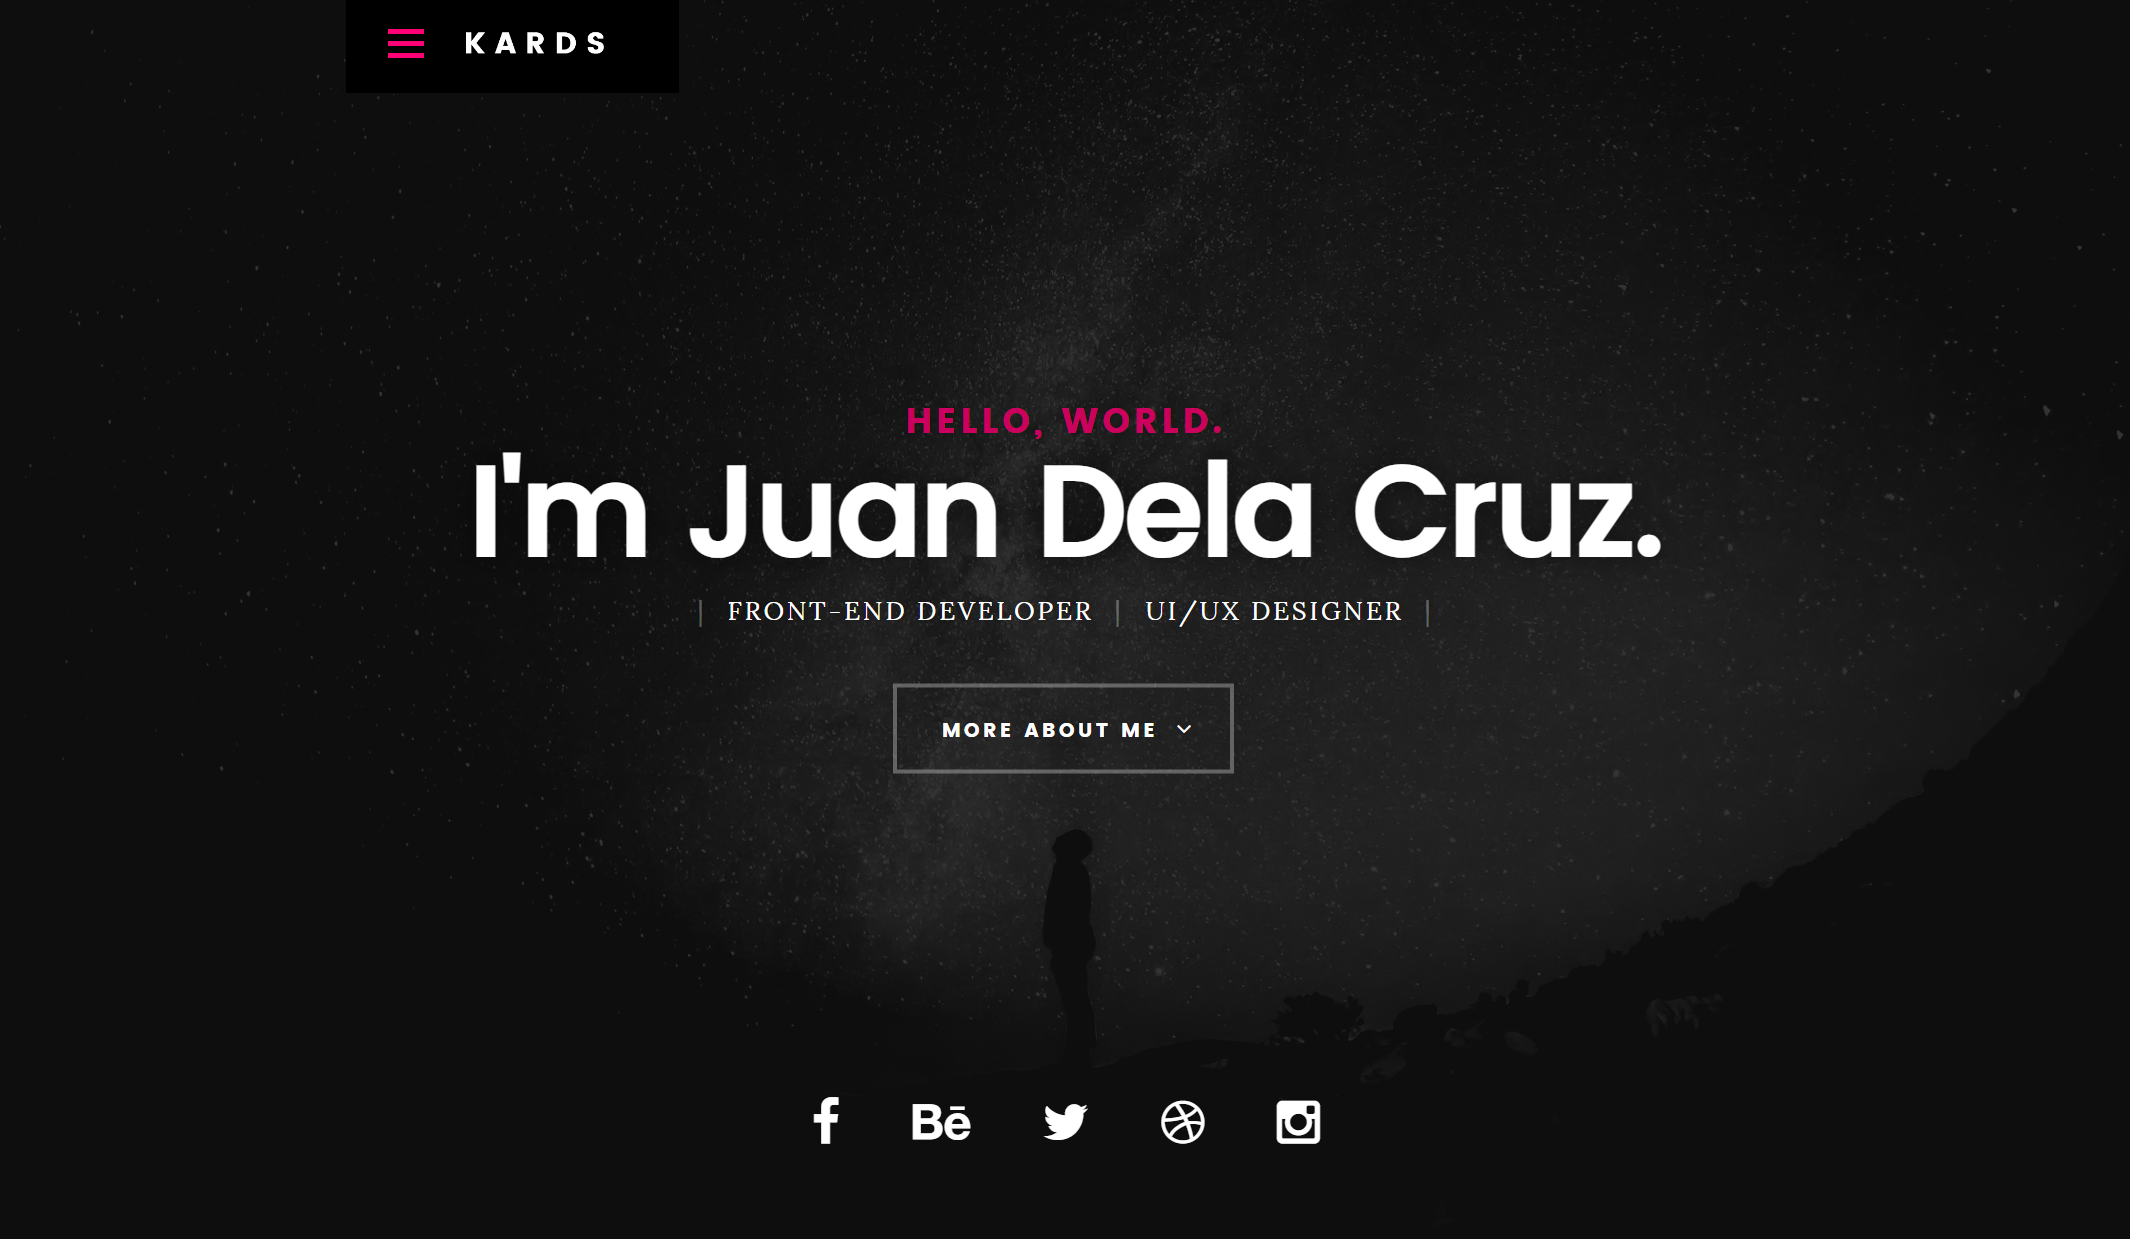 KARDS
HELLO, WORLD.
I'm Juan Dela Cruz.
| FRONT-END DEVELOPER | UI/UX DESIGNER |
MORE ABOUT ME
Bē